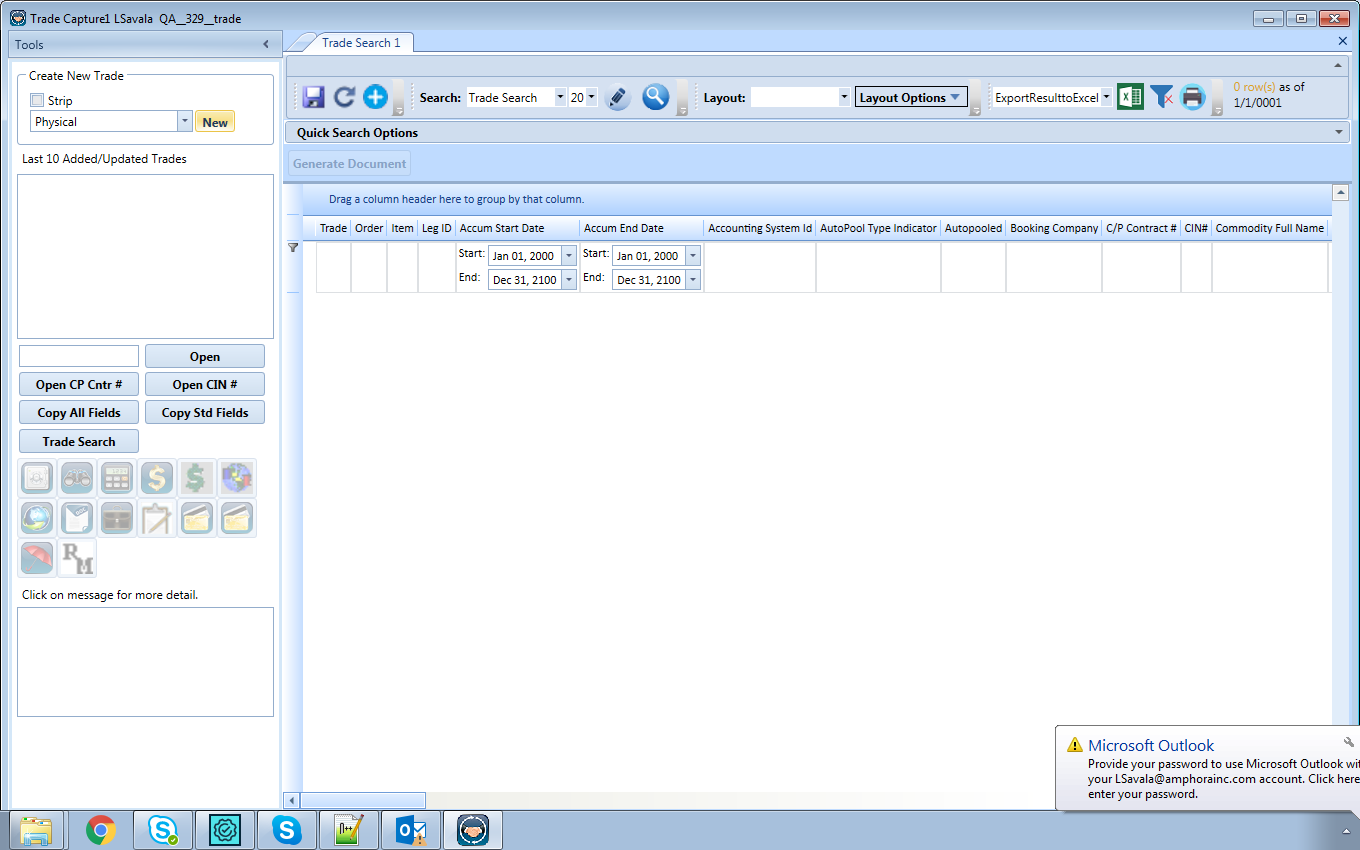 Trade Capture1 LSavala QA__329__trade
Tools
Trade Search 1
Create New Trade
Strip
Physical
New
Last 10 Added/Updated Trades
Open
Open CP Cntr #
Open CIN #
Copy All Fields
Copy Std Fields
Trade Search
RM
Click on message for more detail.
Search:
Trade Search
20
Layout:
Layout Options
ExportResulttoExcel
0 row(s) as of
1/1/0001
Quick Search Options
Generate Document
Drag a column header here to group by that column.
Trade Order Item Leg ID Accum Start Date Accum End Date Accounting System Id AutoPool Type Indicator Autopooled Booking Company C/P Contract # CIN# Commodity Full Name
Start: Jan 01, 2000 Start: Jan 01, 2000
End: Dec 31, 2100 End: Dec 31, 2100
Microsoft Outlook
Provide your password to use Microsoft Outlook wit
your LSavala@amphorainc.com account. Click here
enter your password.